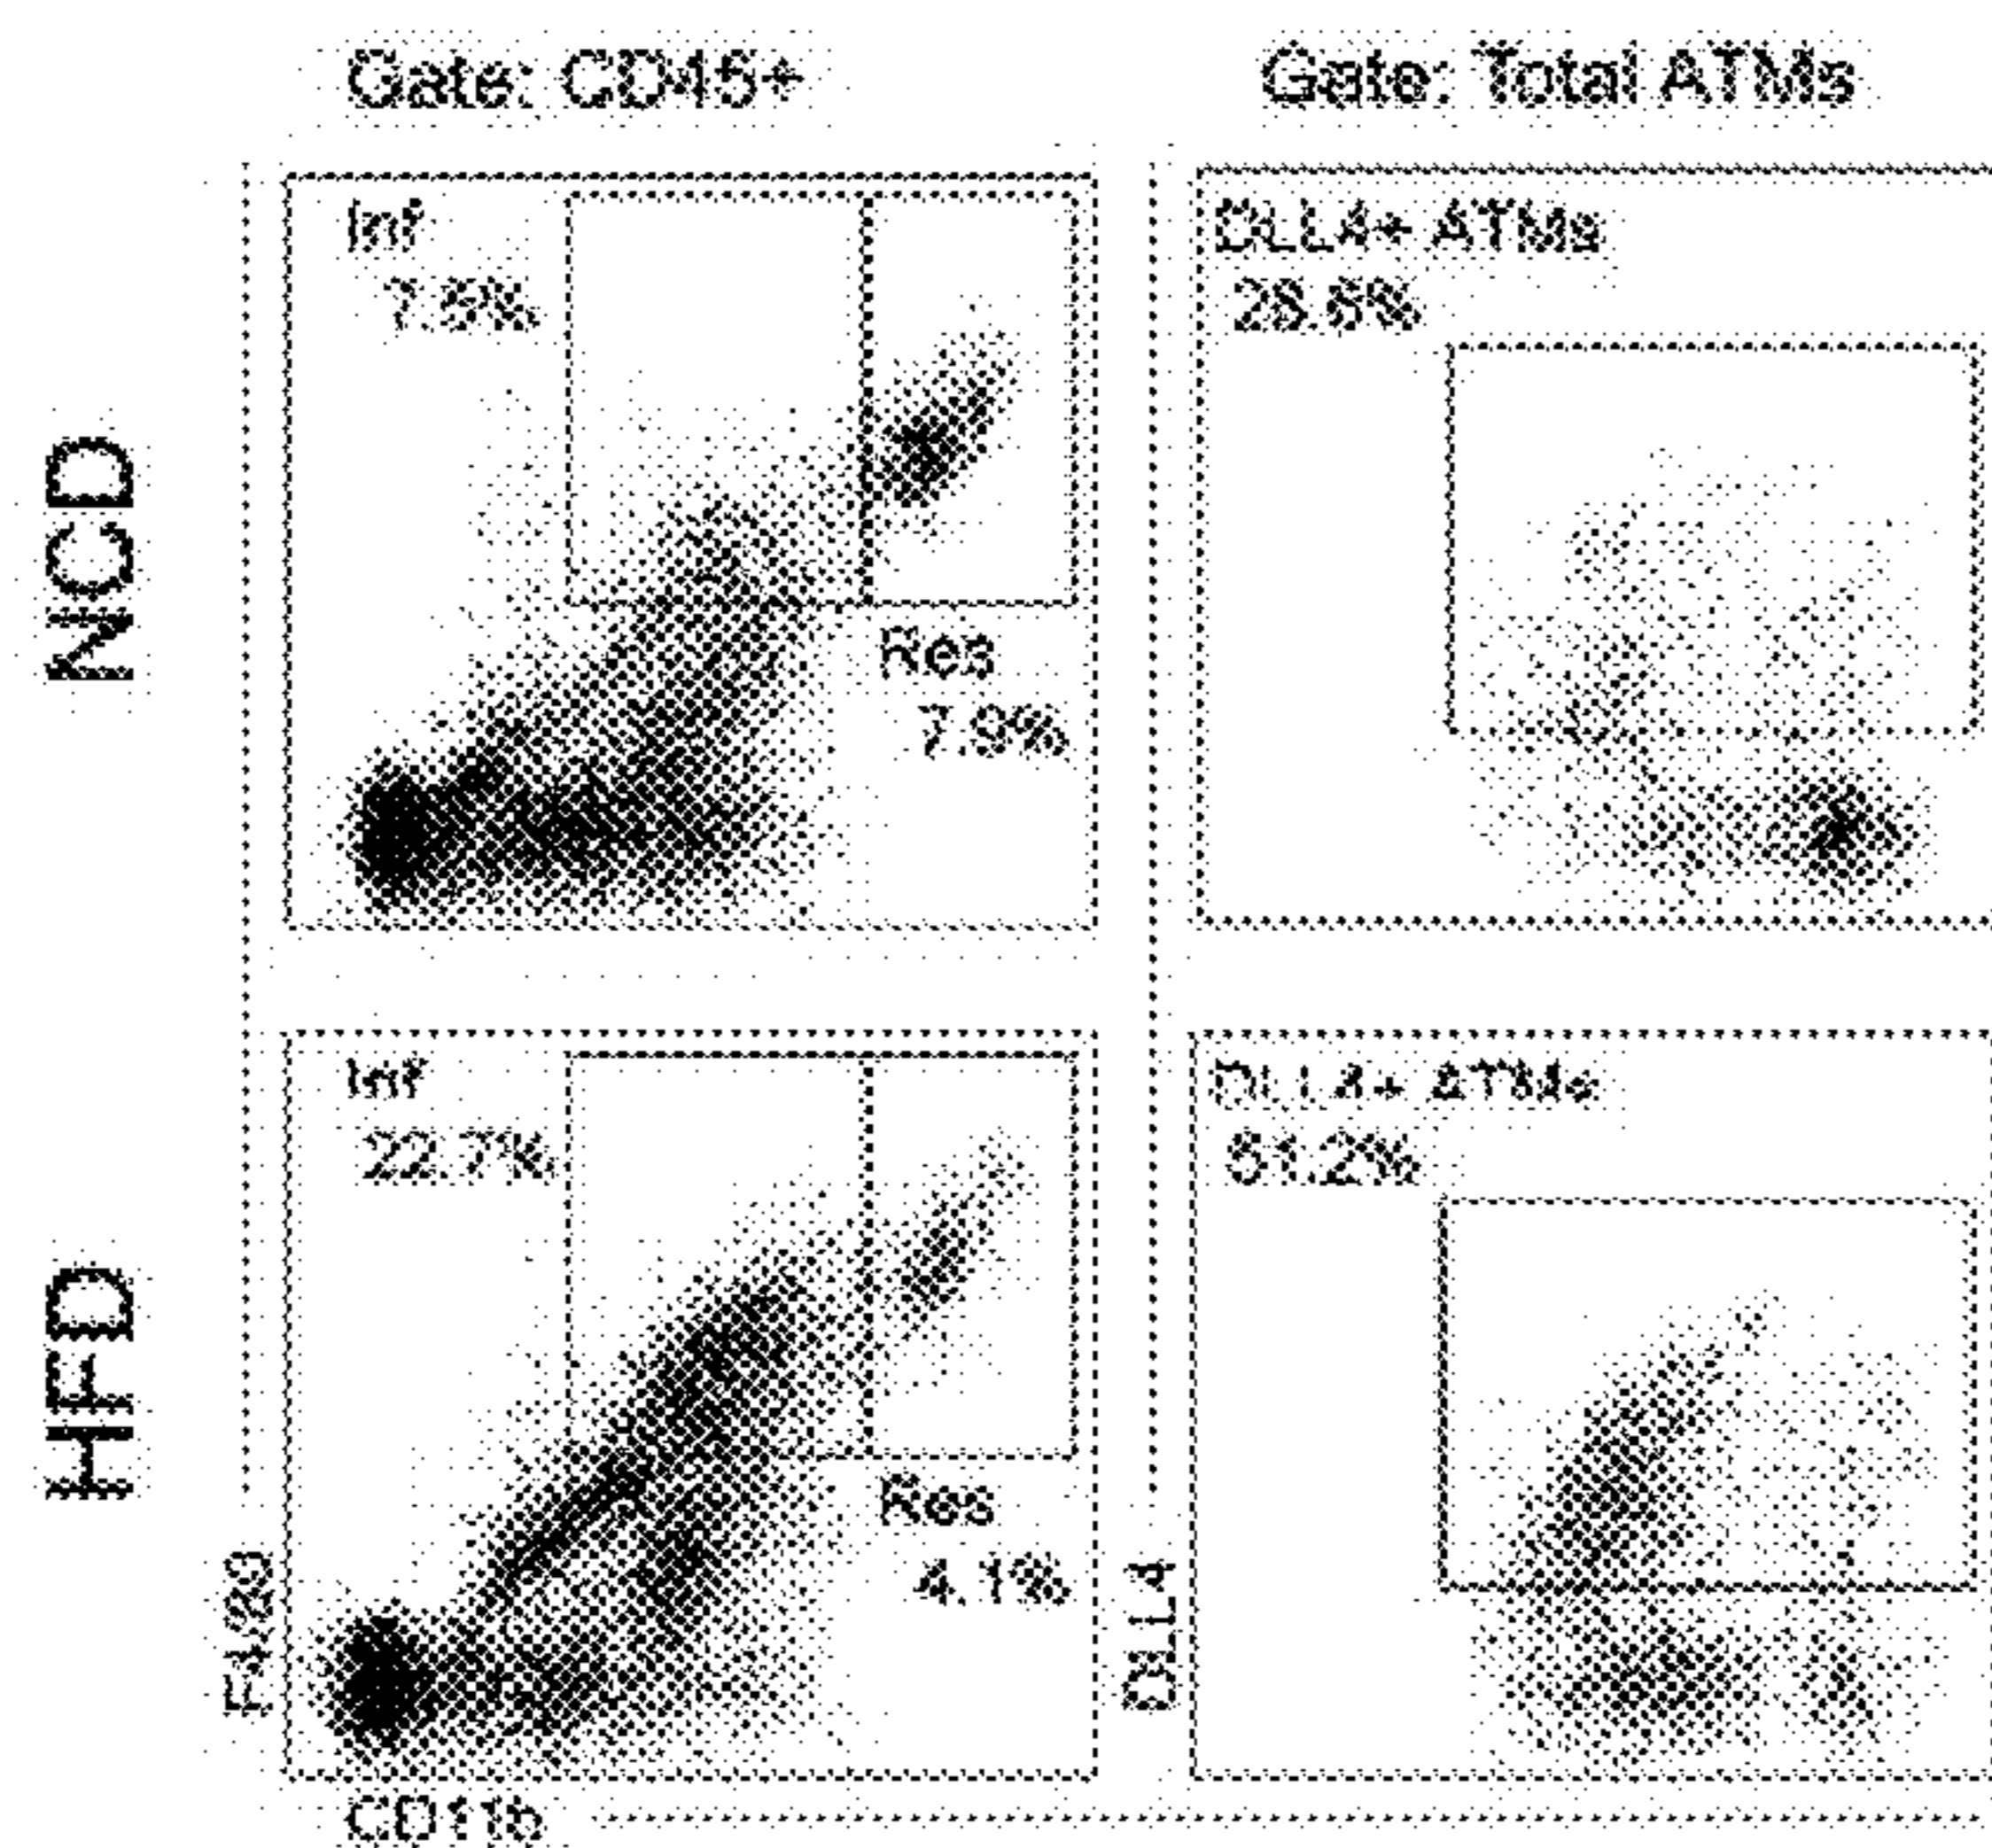 Gate: CD45+
Gate: Total ATMs
NCD
Inf
7.5%
Res
7.9%
DLL4+ ATMs
28.6%
HFD
Inf
22.7%
Res
4.1%
DLL4+ ATMs
51.2%
F4/80
DLL4
CD11b